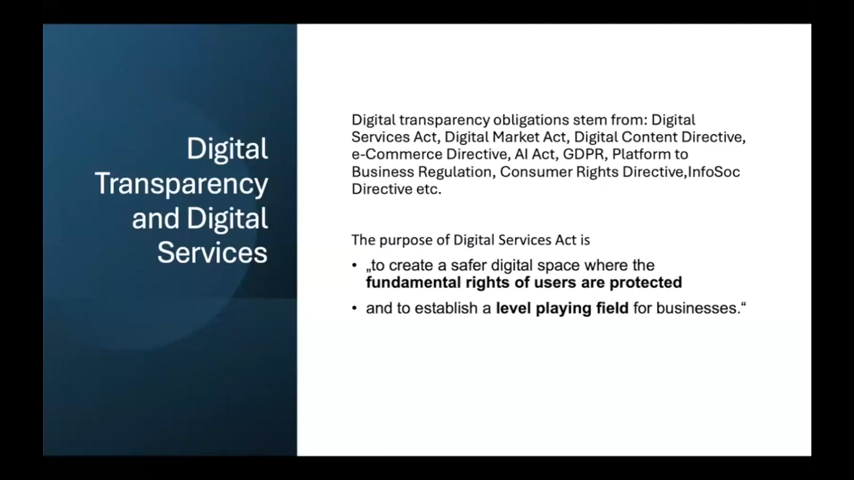 Digital
Transparency
and Digital
Services
Digital transparency obligations stem from: Digital
Services Act, Digital Market Act, Digital Content Directive,
e-Commerce Directive, AI Act, GDPR, Platform to
Business Regulation, Consumer Rights Directive,InfoSoc
Directive etc.
The purpose of Digital Services Act is
• „to create a safer digital space where the
fundamental rights of users are protected
• and to establish a level playing field for businesses.“